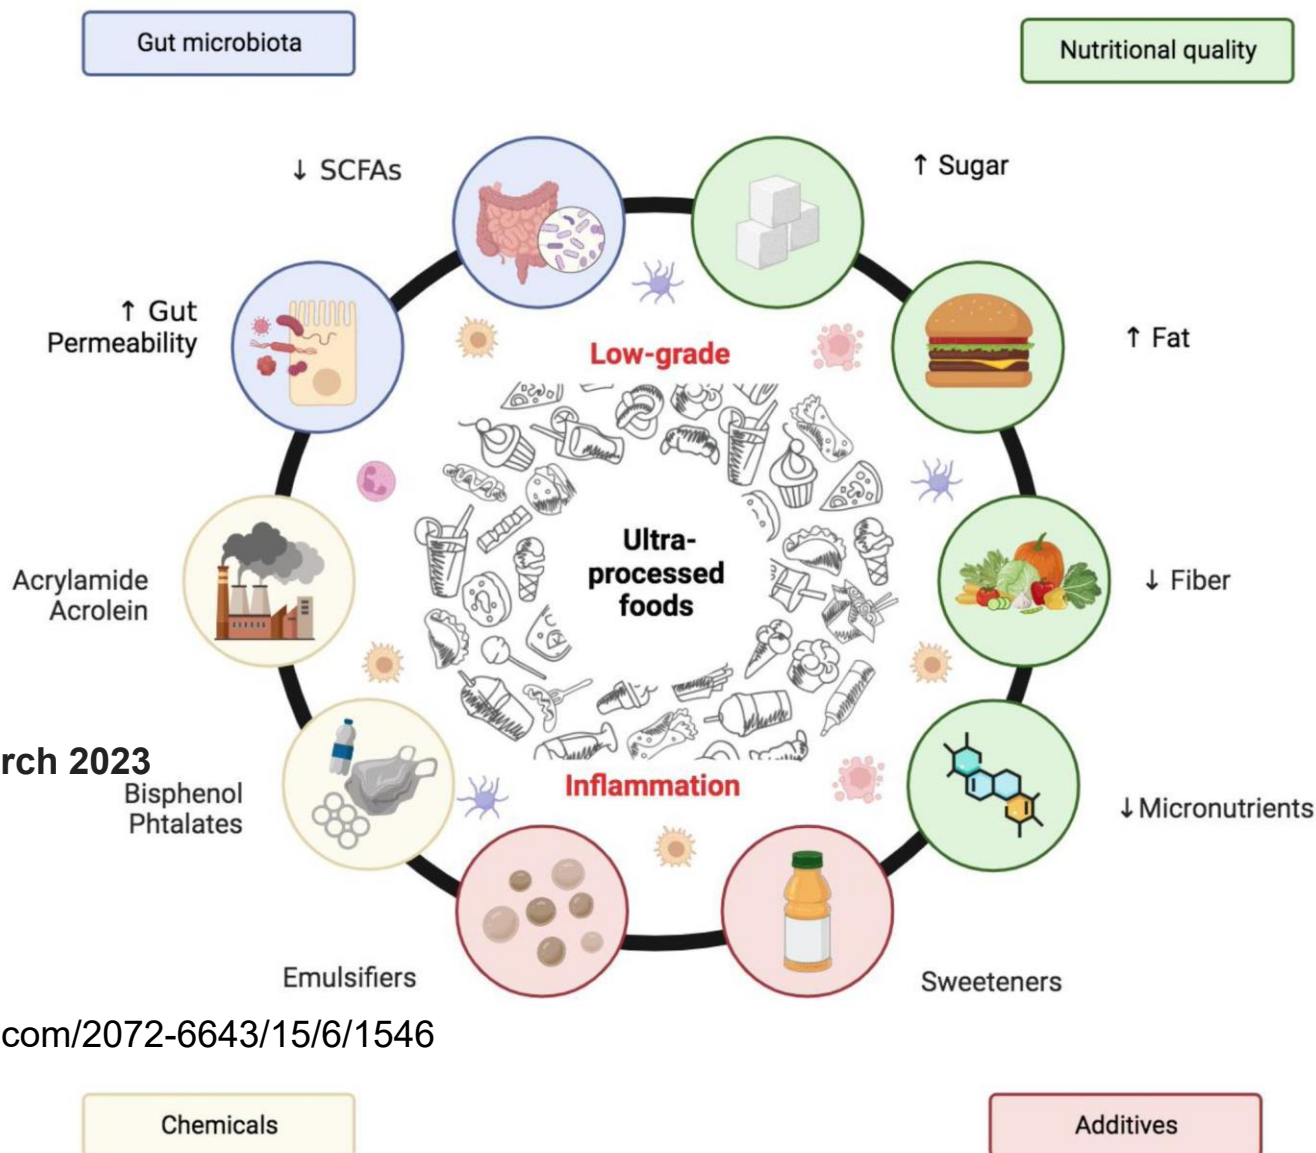 Gut microbiota
Nutritional quality
↓ SCFAs
↑ Sugar
↑ Gut
Permeability
↑ Fat
Low-grade
Ultra-
processed
foods
Acrylamide
Acrolein
↓ Fiber
rch 2023
Bisphenol
Phtalates
Inflammation
↓Micronutrients
Emulsifiers
Sweeteners
com/2072-6643/15/6/1546
Chemicals
Additives